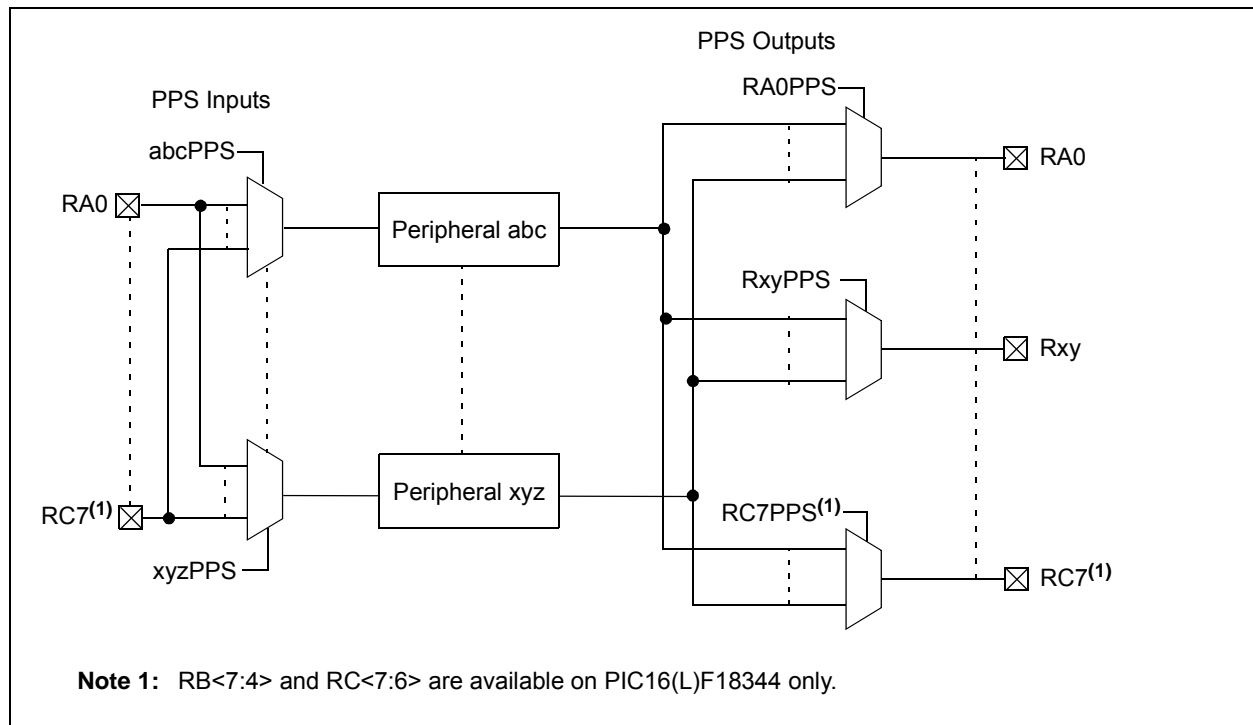 PPS Outputs
RA0PPS
PPS Inputs
abcPPS
RA0
RA0
Peripheral abc
RxyPPS
Rxy
Peripheral xyz
RC7(1)
RC7PPS(1)
xyzPPS
RC7(1)
Note 1: RB<7:4> and RC<7:6> are available on PIC16(L)F18344 only.